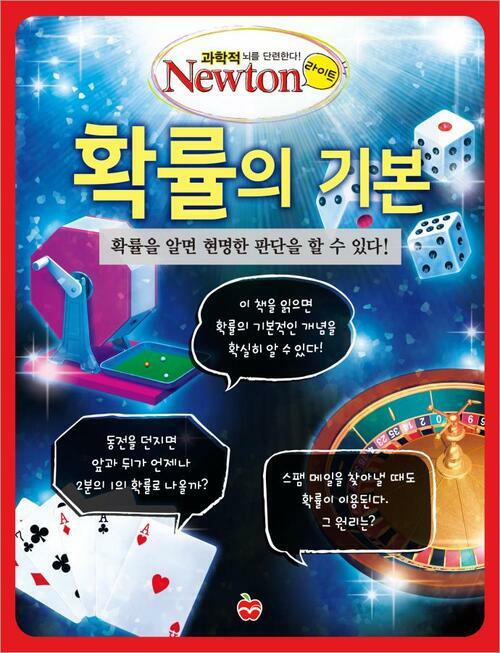 과학적 뇌를 단련한다!
Newton 라이트
확률의 기본
확률을 알면 현명한 판단을 할 수 있다!
이 책을 읽으면
확률의 기본적인 개념을
확실히 알 수 있다!
동전을 던지면
앞과 뒤가 언제나
2분의 1의 확률로 나올까?
스팸 메일을 찾아낼 때도
확률이 이용된다.
그 원리는?
7
2
A
A
A
A